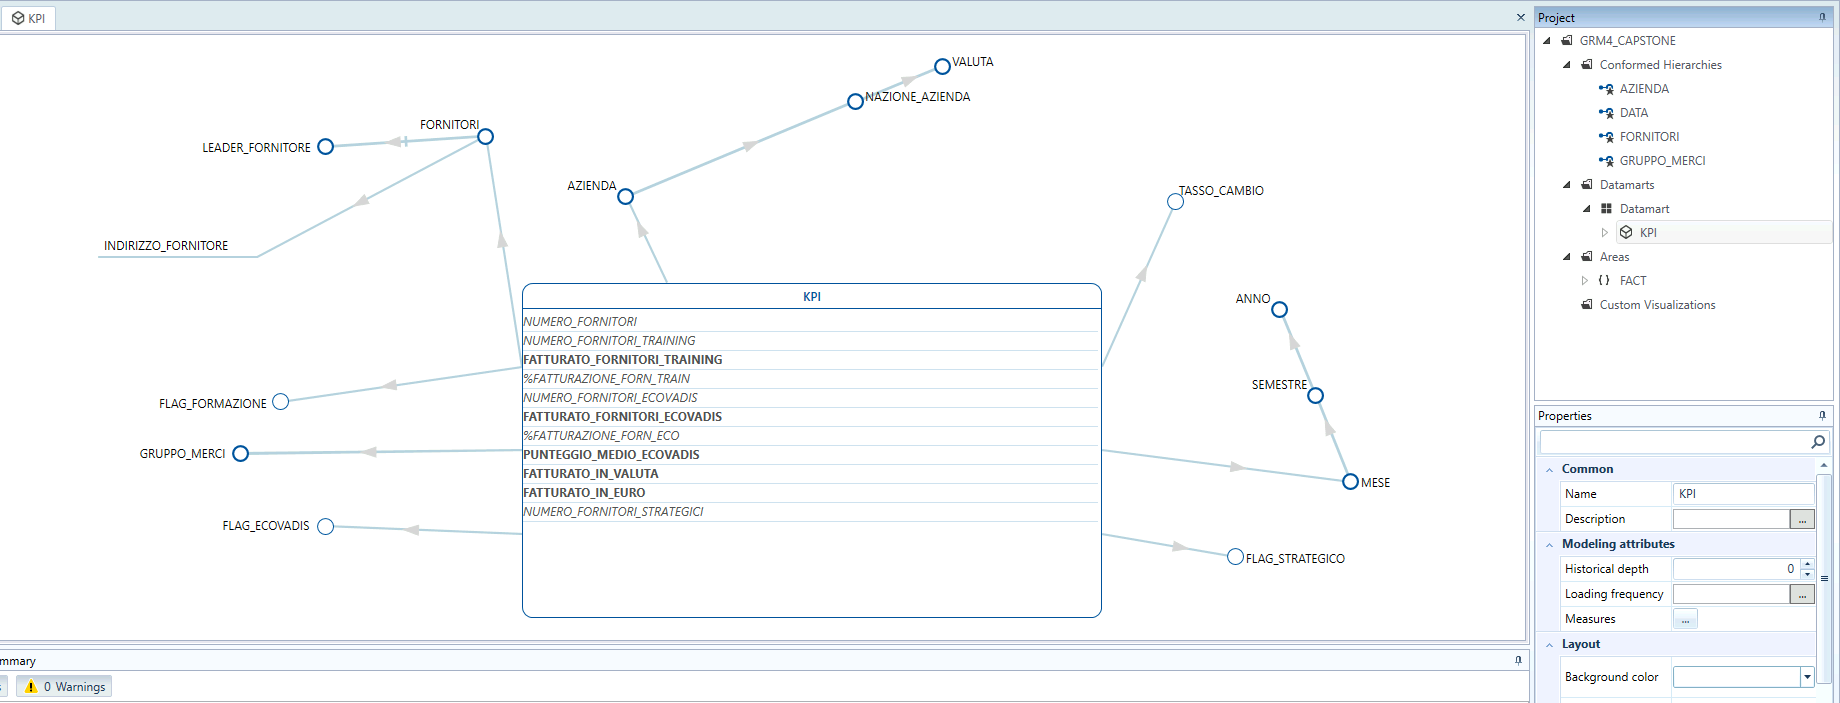 KPI
VALUTA
NAZIONE_AZIENDA
FORNITORI
LEADER_FORNITORE
AZIENDA
TASSO_CAMBIO
INDIRIZZO_FORNITORE
ANNO
SEMESTRE
MESE
FLAG_FORMAZIONE
GRUPPO_MERCI
FLAG_ECOVADIS
FLAG_STRATEGICO
KPI
NUMERO_FORNITORI
NUMERO_FORNITORI_TRAINING
FATTURATO_FORNITORI_TRAINING
%FATTURAZIONE_FORN_TRAIN
NUMERO_FORNITORI_ECOVADIS
FATTURATO_FORNITORI_ECOVADIS
%FATTURAZIONE_FORN_ECO
PUNTEGGIO_MEDIO_ECOVADIS
FATTURATO_IN_VALUTA
FATTURATO_IN_EURO
NUMERO_FORNITORI_STRATEGICI
mmary
0 Warnings
Project
GRM4_CAPSTONE
Conformed Hierarchies
AZIENDA
DATA
FORNITORI
GRUPPO_MERCI
Datamarts
Datamart
KPI
Areas
{ } FACT
Custom Visualizations
Properties
Common
Name KPI
Description ...
Modeling attributes
Historical depth 0
Loading frequency ...
Measures ...
Layout
Background color